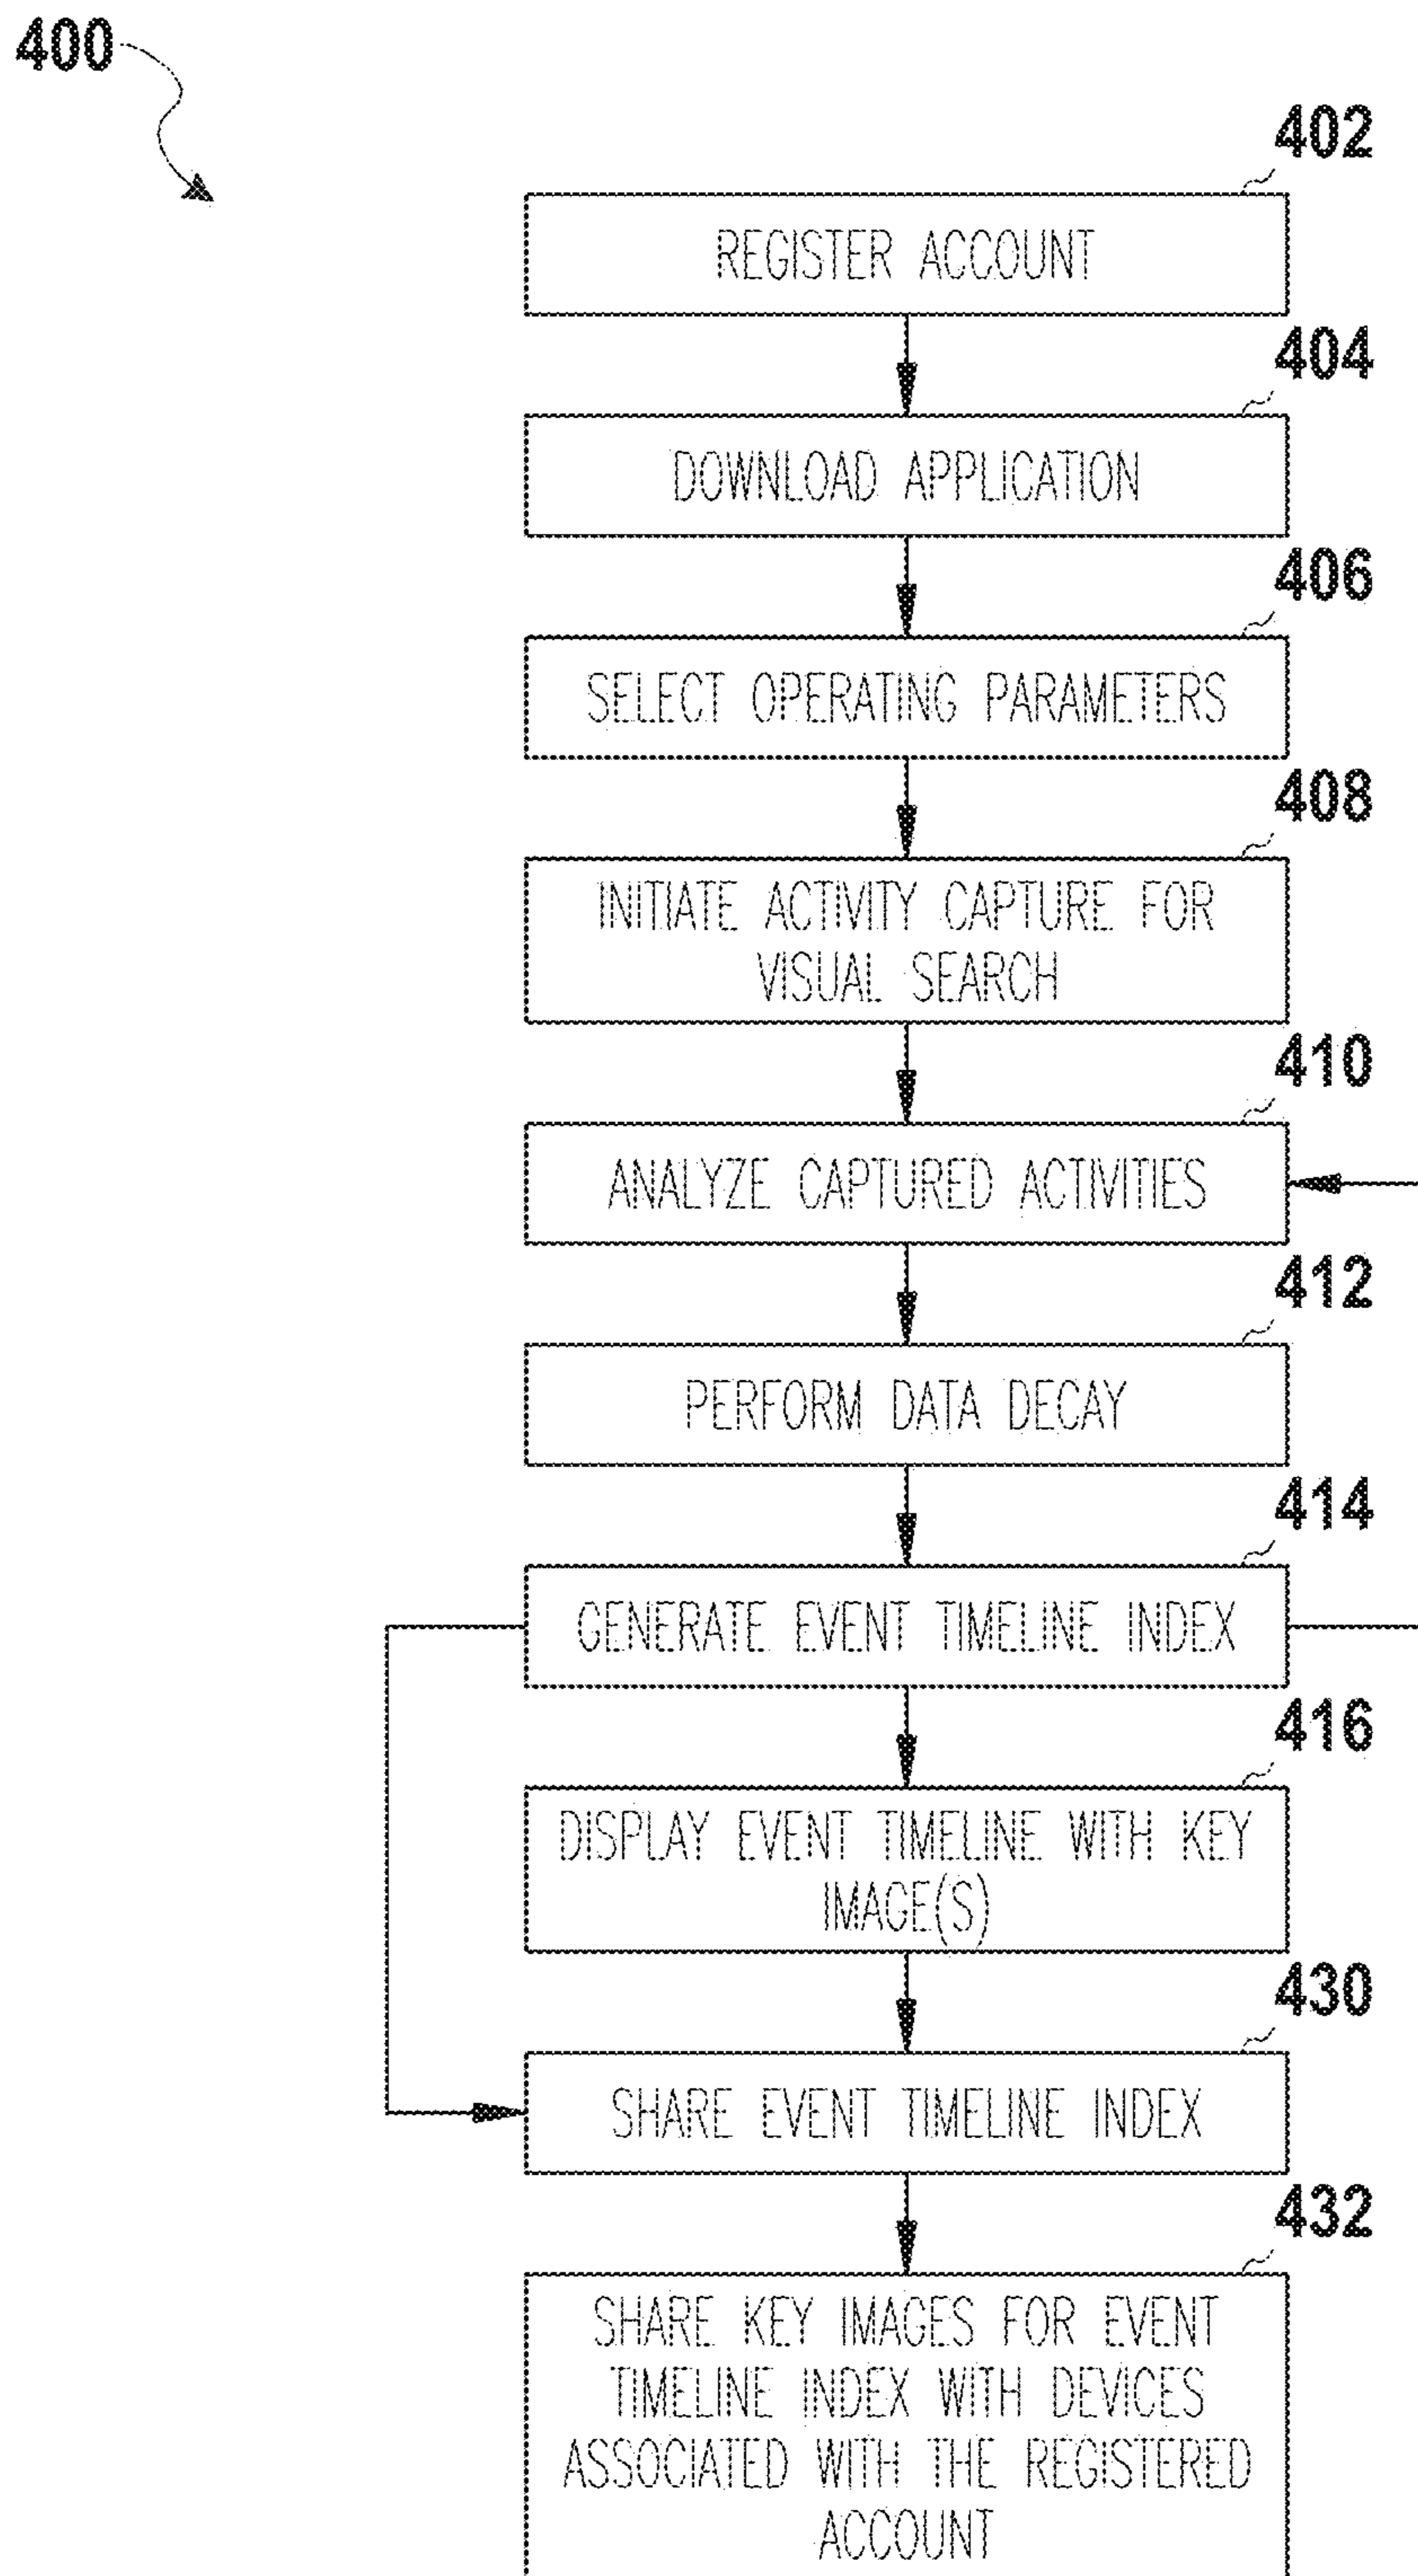 400
402
REGISTER ACCOUNT
404
DOWNLOAD APPLICATION
406
SELECT OPERATING PARAMETERS
408
INITIATE ACTIVITY CAPTURE FOR
VISUAL SEARCH
410
ANALYZE CAPTURED ACTIVITIES
412
PERFORM DATA DECAY
414
GENERATE EVENT TIMELINE INDEX
416
DISPLAY EVENT TIMELINE WITH KEY
IMAGE(S)
430
SHARE EVENT TIMELINE INDEX
432
SHARE KEY IMAGES FOR EVENT
TIMELINE INDEX WITH DEVICES
ASSOCIATED WITH THE REGISTERED
ACCOUNT